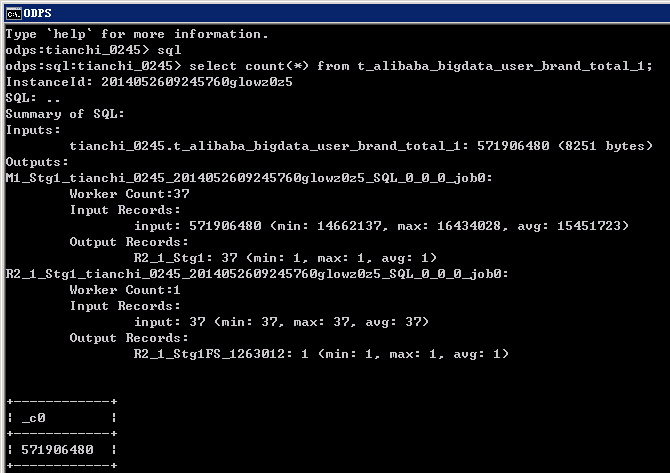 ODPS
Type `help` for more information.
odps:tianchi_0245> sql
odps:sql:tianchi_0245> select count(*) from t_alibaba_bigdata_user_brand_total_1;
InstanceId: 2014052609245760glowz0z5
SQL: ..
Summary of SQL:
Inputs:
        tianchi_0245.t_alibaba_bigdata_user_brand_total_1: 571906480 (8251 bytes)
Outputs:
M1_Stg1_tianchi_0245_2014052609245760glowz0z5_SQL_0_0_0_job0:
        Worker Count:37
        Input Records:
                input: 571906480 (min: 14662137, max: 16434028, avg: 15451723)
        Output Records:
                R2_1_Stg1: 37 (min: 1, max: 1, avg: 1)
R2_1_Stg1_tianchi_0245_2014052609245760glowz0z5_SQL_0_0_0_job0:
        Worker Count:1
        Input Records:
                input: 37 (min: 37, max: 37, avg: 37)
        Output Records:
                R2_1_Stg1FS_1263012: 1 (min: 1, max: 1, avg: 1)
+------------+
| _c0        |
+------------+
| 571906480  |
+------------+